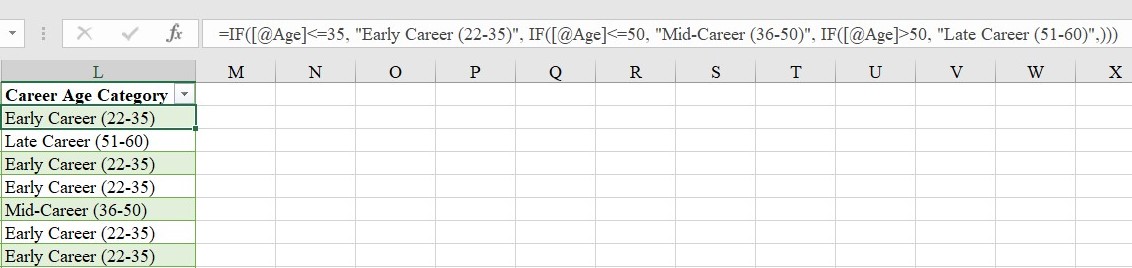 fx =IF([@Age]<=35, "Early Career (22-35)", IF([@Age]<=50, "Mid-Career (36-50)", IF([@Age]>50, "Late Career (51-60)",)))
L M N O P Q R S T U V W X
Career Age Category
Early Career (22-35)
Late Career (51-60)
Early Career (22-35)
Early Career (22-35)
Mid-Career (36-50)
Early Career (22-35)
Early Career (22-35)